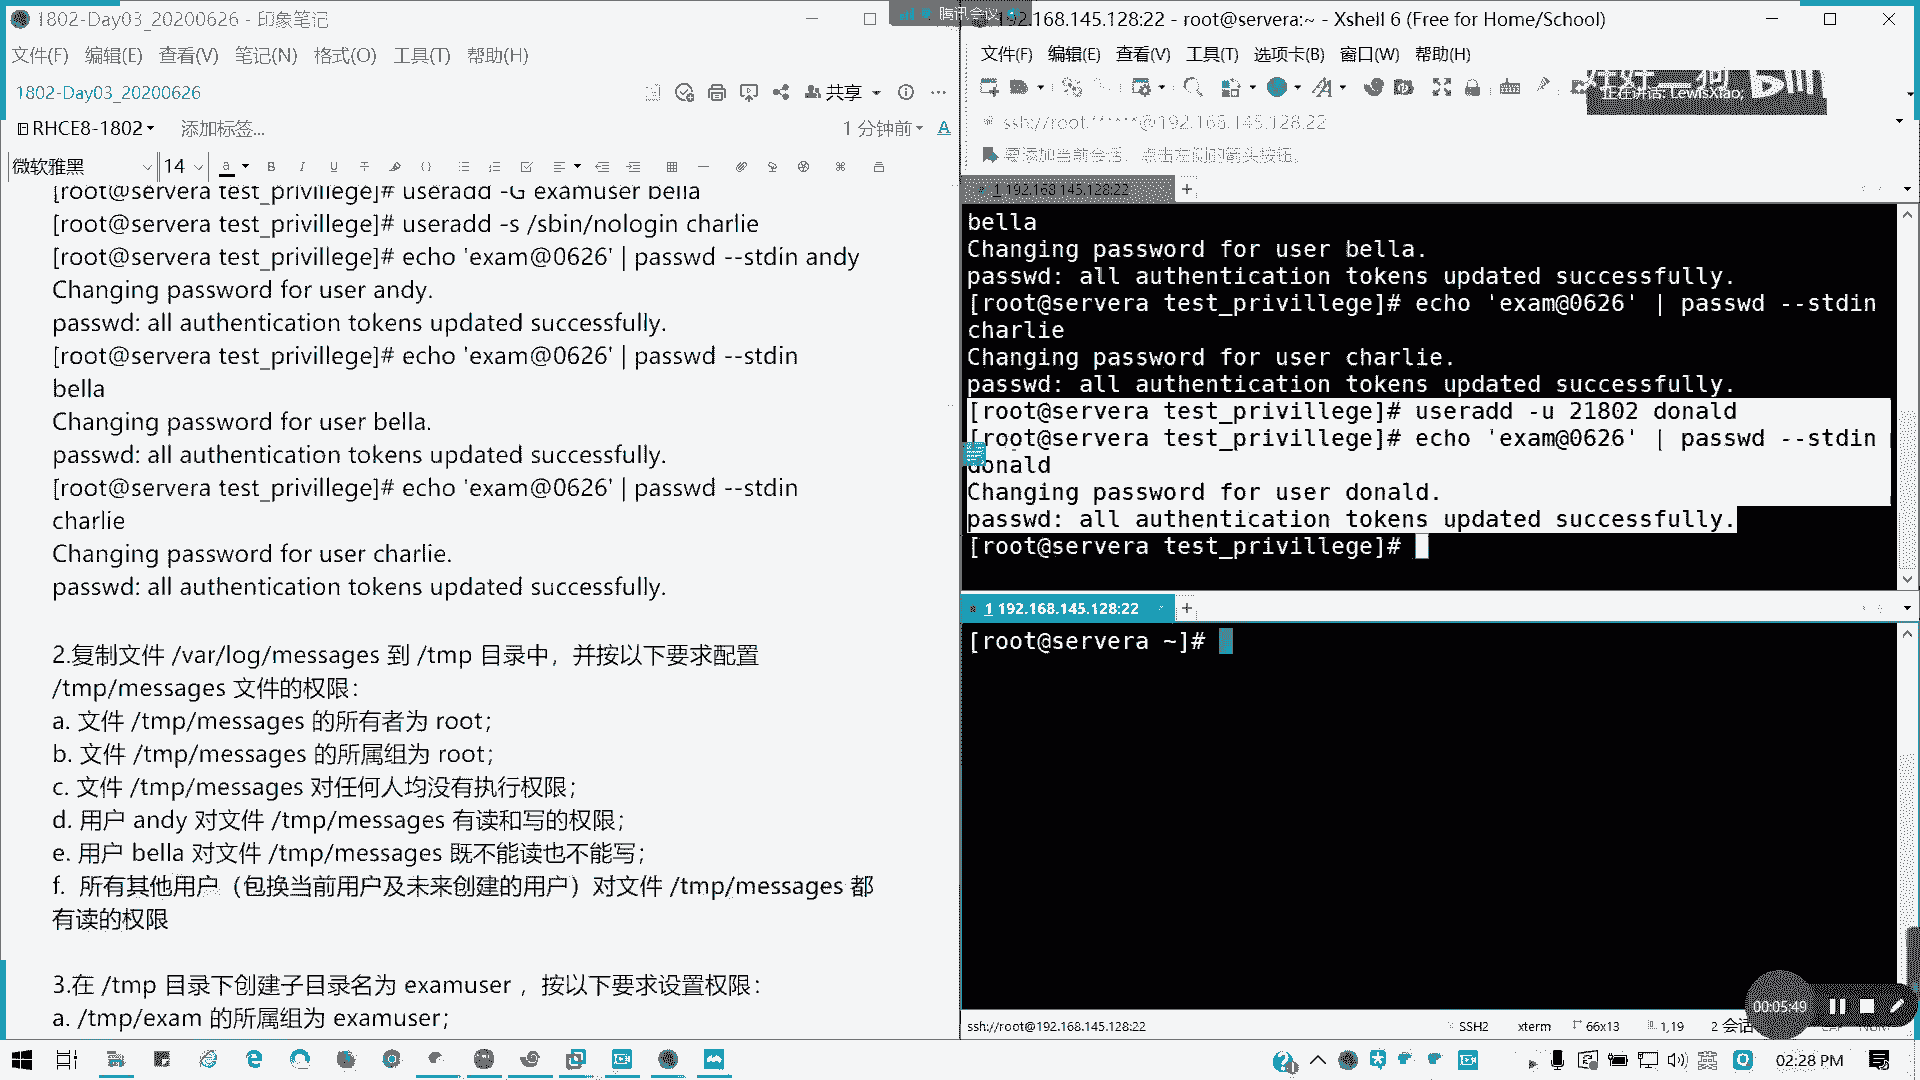 1802-Day03_20200626 - 印象笔记
文件(F) 编辑(E) 查看(V) 笔记(N) 格式(O) 工具(T) 帮助(H)
1802-Day03_20200626
共享
RHCE8-1802
添加标签...
1 分钟前
微软雅黑 14
[root@servera test_privillege]# useradd -G examuser bella
[root@servera test_privillege]# useradd -s /sbin/nologin charlie
[root@servera test_privillege]# echo 'exam@0626' | passwd --stdin andy
Changing password for user andy.
passwd: all authentication tokens updated successfully.
[root@servera test_privillege]# echo 'exam@0626' | passwd --stdin
bella
Changing password for user bella.
passwd: all authentication tokens updated successfully.
[root@servera test_privillege]# echo 'exam@0626' | passwd --stdin
charlie
Changing password for user charlie.
passwd: all authentication tokens updated successfully.
2.复制文件 /var/log/messages 到 /tmp 目录中，并按以下要求配置
/tmp/messages 文件的权限：
a. 文件 /tmp/messages 的所有者为 root；
b. 文件 /tmp/messages 的所属组为 root；
c. 文件 /tmp/messages 对任何人均没有执行权限；
d. 用户 andy 对文件 /tmp/messages 有读和写的权限；
e. 用户 bella 对文件 /tmp/messages 既不能读也不能写；
f. 所有其他用户（包换当前用户及未来创建的用户）对文件 /tmp/messages 都
有读的权限
3.在 /tmp 目录下创建子目录名为 examuser ，按以下要求设置权限：
a. /tmp/exam 的所属组为 examuser；
腾讯会议
192.168.145.128:22 - root@servera:~ - Xshell 6 (Free for Home/School)
文件(F) 编辑(E) 查看(V) 工具(T) 选项卡(B) 窗口(W) 帮助(H)
正在讲话: LewisXiao;
ssh://root:******@192.168.145.128:22
要添加当前会话，点击左侧的箭头按钮。
1 192.168.145.128:22
bella
Changing password for user bella.
passwd: all authentication tokens updated successfully.
[root@servera test_privillege]# echo 'exam@0626' | passwd --stdin
charlie
Changing password for user charlie.
passwd: all authentication tokens updated successfully.
[root@servera test_privillege]# useradd -u 21802 donald
[root@servera test_privillege]# echo 'exam@0626' | passwd --stdin
donald
Changing password for user donald.
passwd: all authentication tokens updated successfully.
[root@servera test_privillege]#
1 192.168.145.128:22
[root@servera ~]#
00:05:49
ssh://root@192.168.145.128:22 SSH2 xterm 66x13 1,19 2 会话
02:28 PM